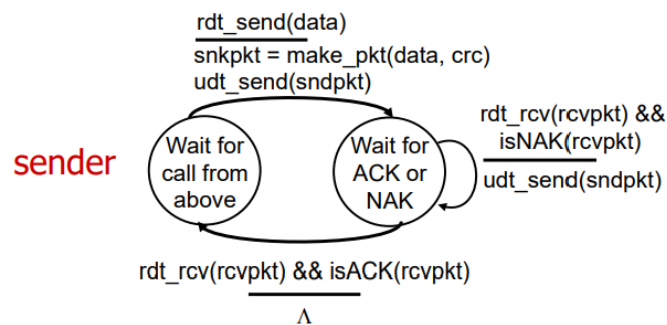 rdt_send(data)
snkpkt = make_pkt(data, crc)
udt_send(sndpkt)
sender
Wait for
call from
above
Wait for
ACK or
NAK
rdt_rcv(rcvpkt) &&
isNAK(rcvpkt)
udt_send(sndpkt)
rdt_rcv(rcvpkt) && isACK(rcvpkt)
Λ